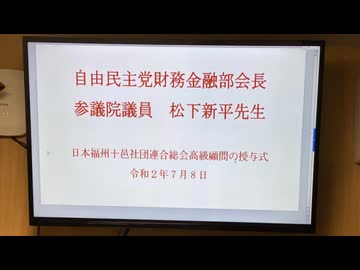 自由民主党財務金融部会長
参議院議員　松下新平先生
日本福州十邑社団連合総会高級顧問の授与式
令和２年７月８日